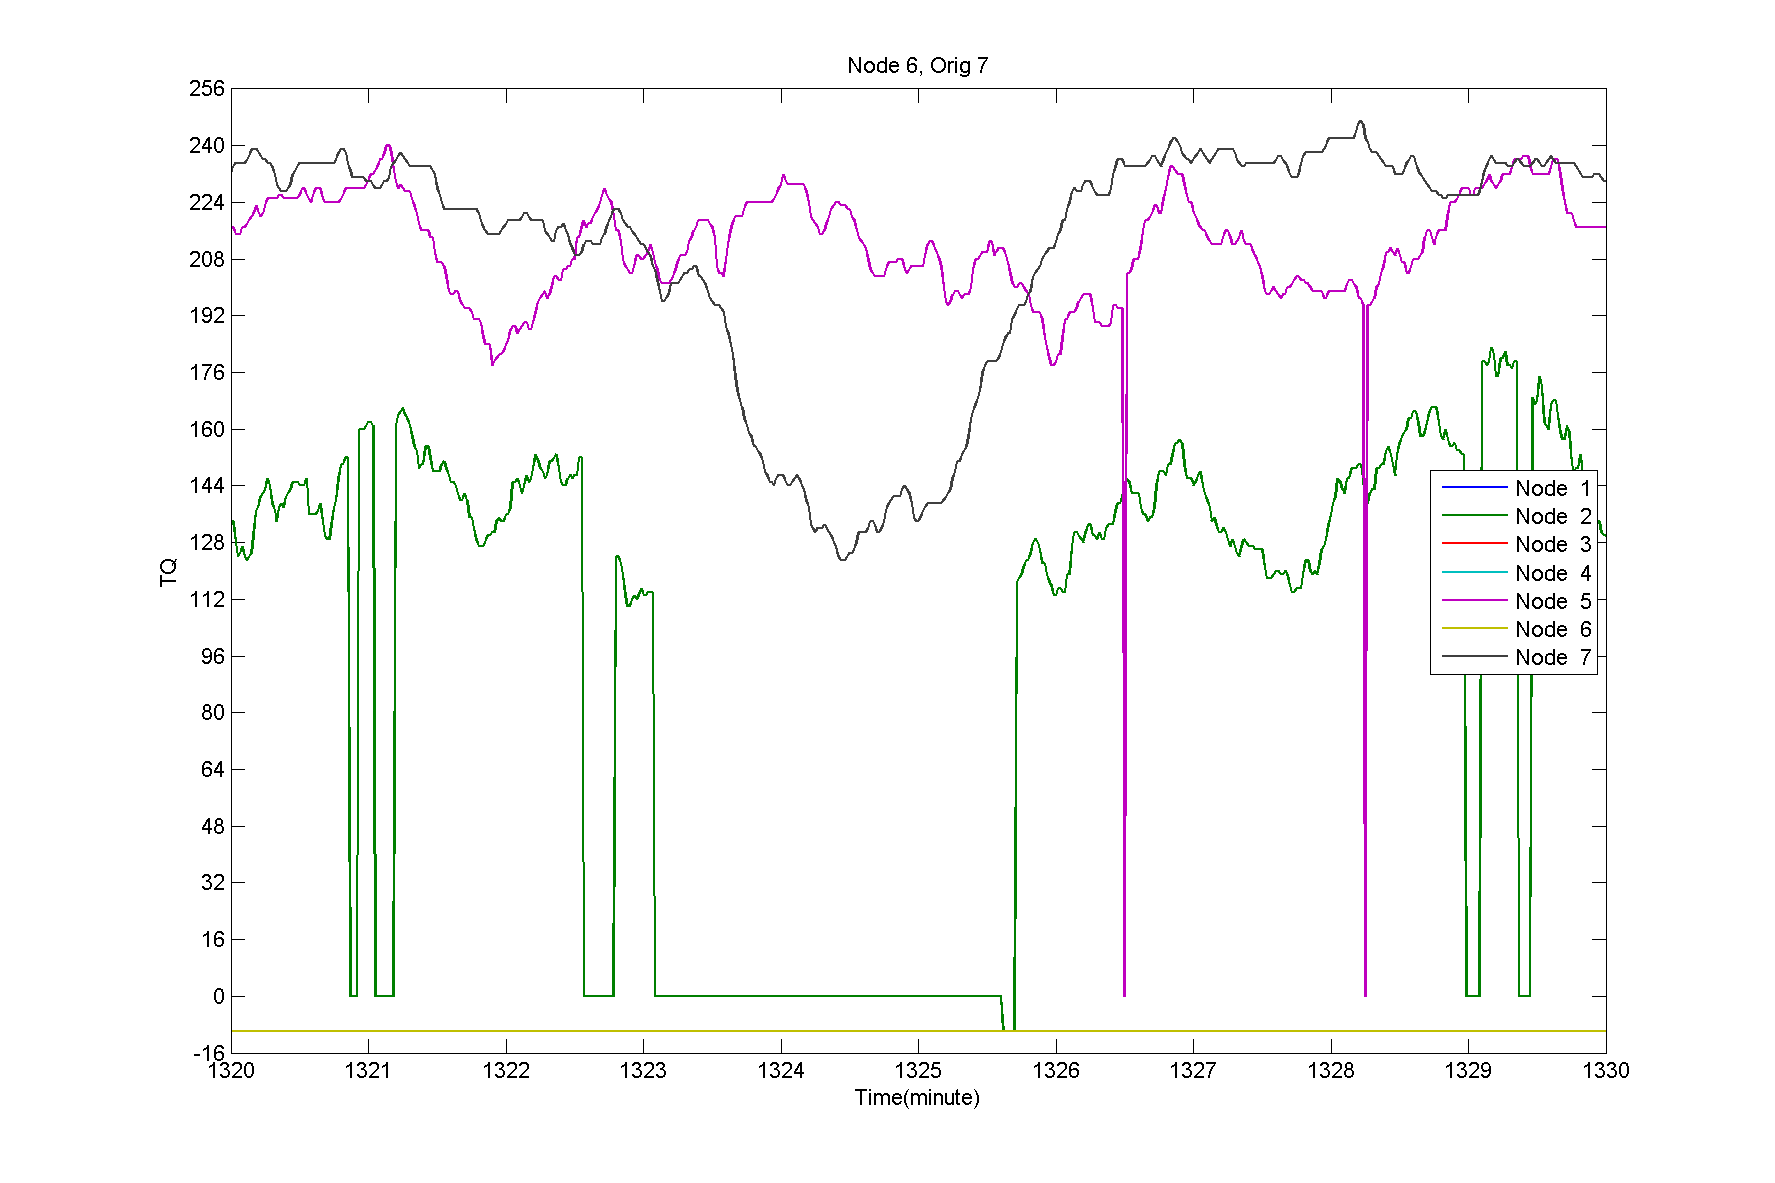 Node 6, Orig 7
256
240
224
208
192
176
160
144
128
112
96
80
64
48
32
16
0
-16
TQ
Node 1
Node 2
Node 3
Node 4
Node 5
Node 6
Node 7
1320 1321 1322 1323 1324 1325 1326 1327 1328 1329 1330
Time(minute)